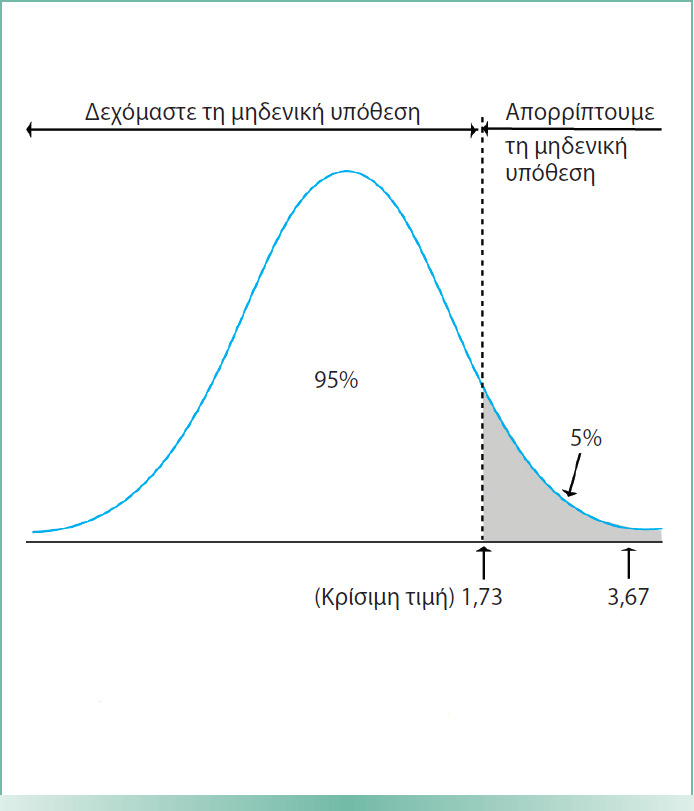 Δεχόμαστε τη μηδενική υπόθεση
Απορρίπτουμε
τη μηδενική
υπόθεση
95%
5%
(Κρίσιμη τιμή) 1,73
3,67